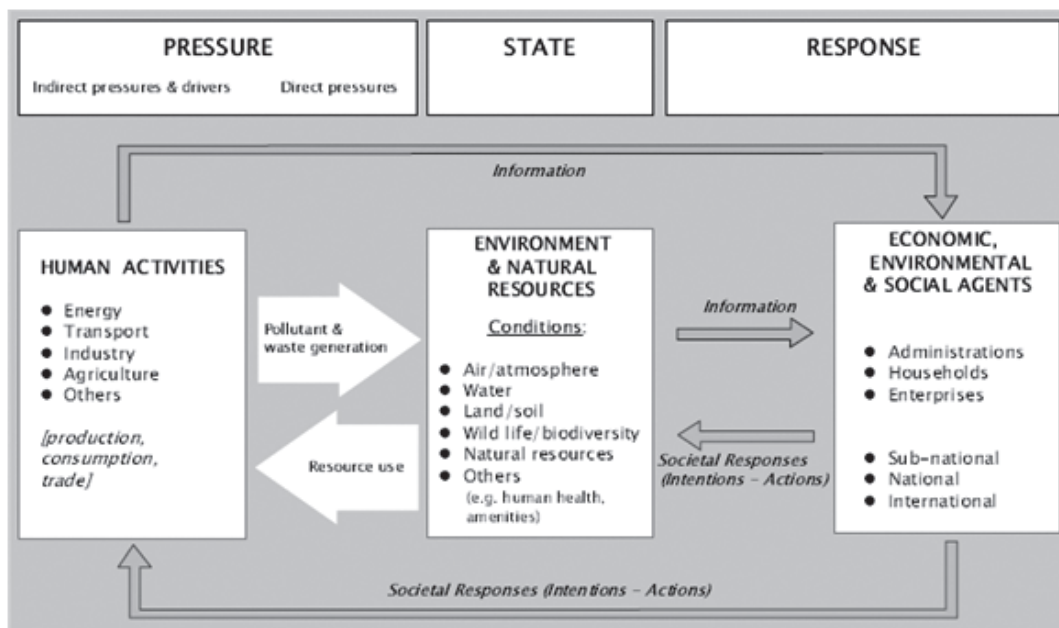 PRESSURE
Indirect pressures & drivers
Direct pressures
STATE
RESPONSE
Information
HUMAN ACTIVITIES
Energy
Transport
Industry
Agriculture
Others
[production,
consumption,
trade]
Pollutant &
waste generation
Resource use
ENVIRONMENT
& NATURAL
RESOURCES
Conditions:
Air/atmosphere
Water
Land/soil
Wild life/biodiversity
Natural resources
Others
(e.g. human health,
amenities)
Information
Societal Responses
(Intentions – Actions)
ECONOMIC,
ENVIRONMENTAL
& SOCIAL AGENTS
Administrations
Households
Enterprises
Sub-national
National
International
Societal Responses (Intentions – Actions)